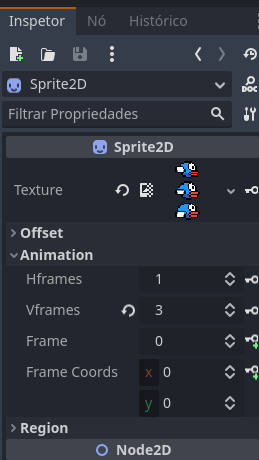 Inspetor Nó Histórico
Sprite2D
DOC
Filtrar Propriedades
Sprite2D
Texture
Offset
Animation
Hframes 1
Vframes 3
Frame 0
Frame Coords x 0
y 0
Region
Node2D